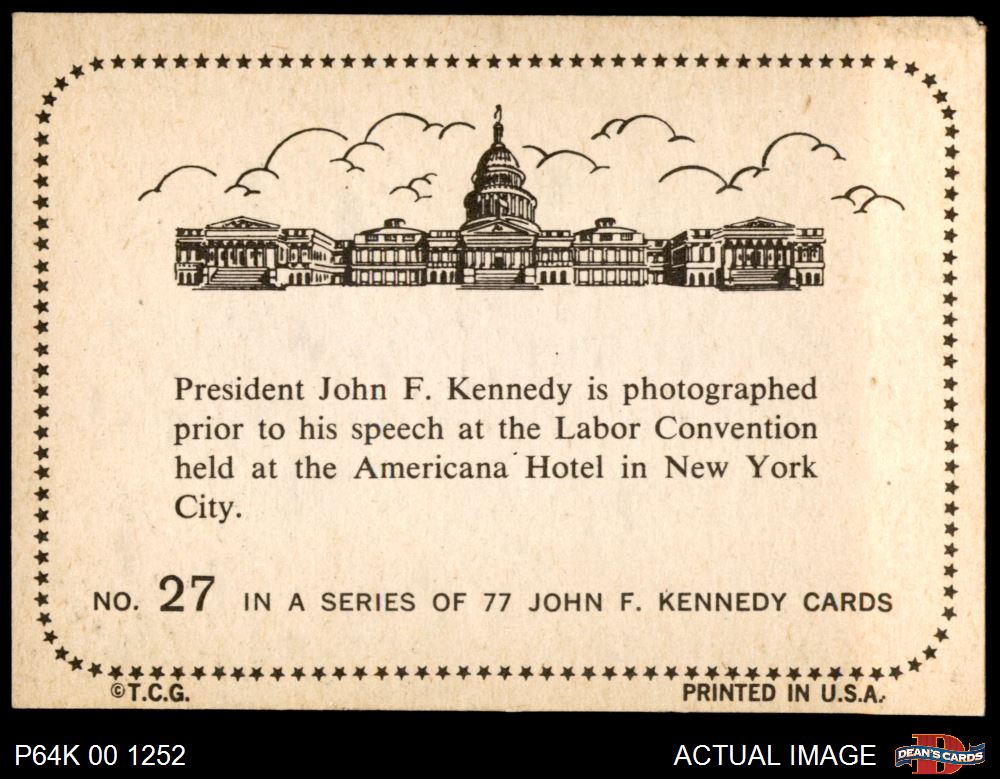 President John F. Kennedy is photographed
prior to his speech at the Labor Convention
held at the Americana Hotel in New York
City.
NO. 27 IN A SERIES OF 77 JOHN F. KENNEDY CARDS
©T.C.G. PRINTED IN U.S.A.
P64K 00 1252 ACTUAL IMAGE DEAN'S CARDS